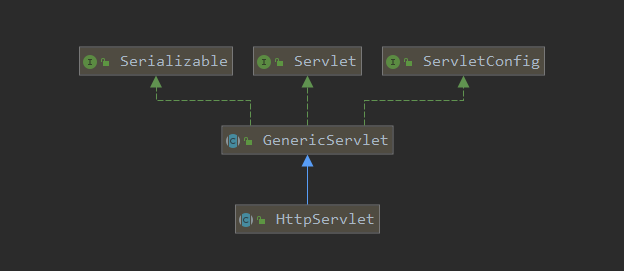 I Serializable
I Servlet
I ServletConfig
C GenericServlet
C HttpServlet